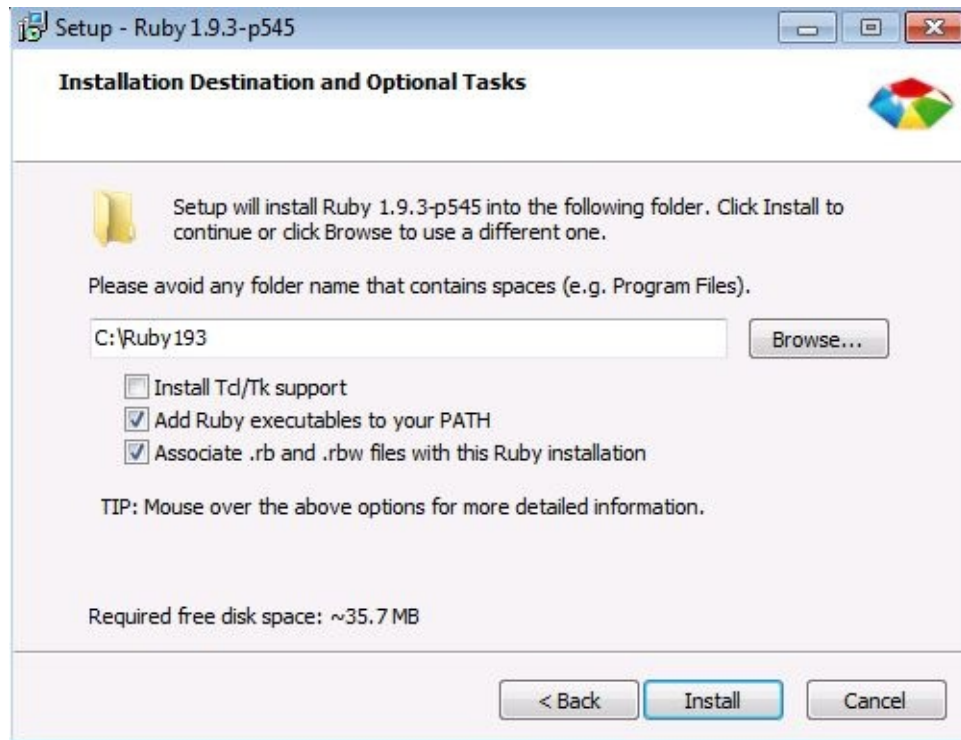 Setup - Ruby 1.9.3-p545
Installation Destination and Optional Tasks
Setup will install Ruby 1.9.3-p545 into the following folder. Click Install to
continue or click Browse to use a different one.
Please avoid any folder name that contains spaces (e.g. Program Files).
C:\Ruby193
Browse...
Install Tcl/Tk support
Add Ruby executables to your PATH
Associate .rb and .rbw files with this Ruby installation
TIP: Mouse over the above options for more detailed information.
Required free disk space: ~35.7 MB
< Back
Install
Cancel